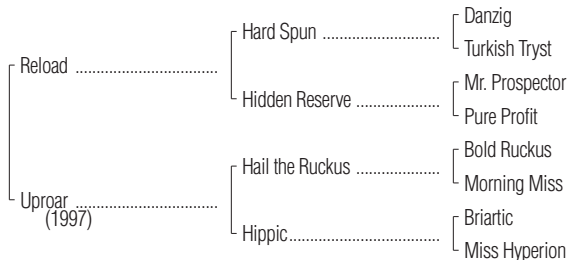 Danzig
Hard Spun ........................
Turkish Tryst
Reload .............................
Mr. Prospector
Hidden Reserve .................
Pure Profit
Bold Ruckus
Hail the Ruckus .................
Morning Miss
Uproar .............................
(1997)
Briartic
Hippic..............................
Miss Hyperion